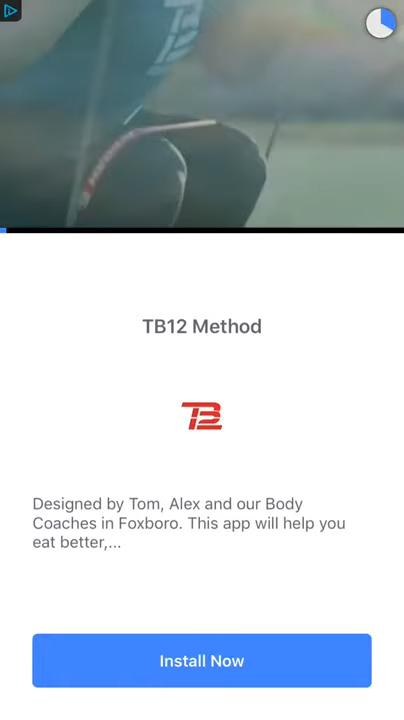 TB12 Method
TB12
Designed by Tom, Alex and our Body
Coaches in Foxboro. This app will help you
eat better,...
Install Now